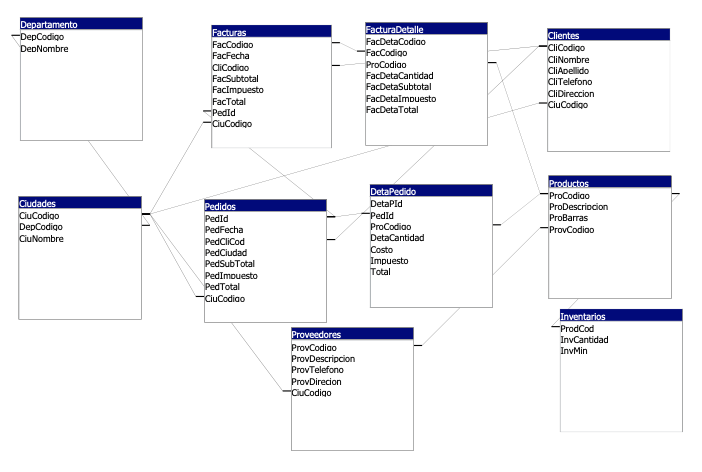 Departamento
DepCodigo
DepNombre
Facturas
FacCodigo
FacFecha
CliCodigo
FacSubtotal
FacImpuesto
FacTotal
PedId
CiuCodigo
FacturaDetalle
FacDetaCodigo
FacCodigo
ProCodigo
FacDetaCantidad
FacDetaSubtotal
FacDetaImpuesto
FacDetaTotal
Clientes
CliCodigo
CliNombre
CliApellido
CliTelefono
CliDireccion
CiuCodigo
Ciudades
CiuCodigo
DepCodigo
CiuNombre
Pedidos
PedId
PedFecha
PedCliCod
PedCiudad
PedSubTotal
PedImpuesto
PedTotal
CiuCodigo
DetaPedido
DetaPId
PedId
ProCodigo
DetaCantidad
Costo
Impuesto
Total
Productos
ProCodigo
ProDescripcion
ProBarras
ProvCodigo
Proveedores
ProvCodigo
ProvDescripcion
ProvTelefono
ProvDirecion
CiuCodigo
Inventarios
ProdCod
InvCantidad
InvMin